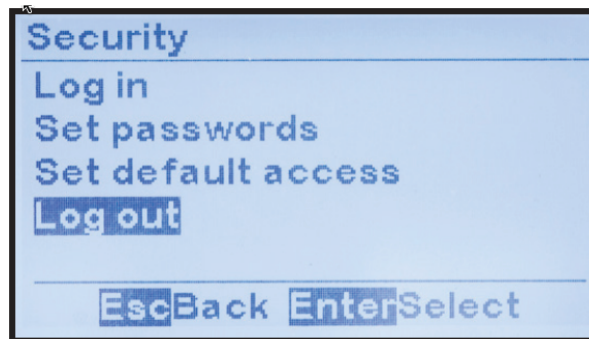 Security
Log in
Set passwords
Set default access
Log out
EscBack EnterSelect